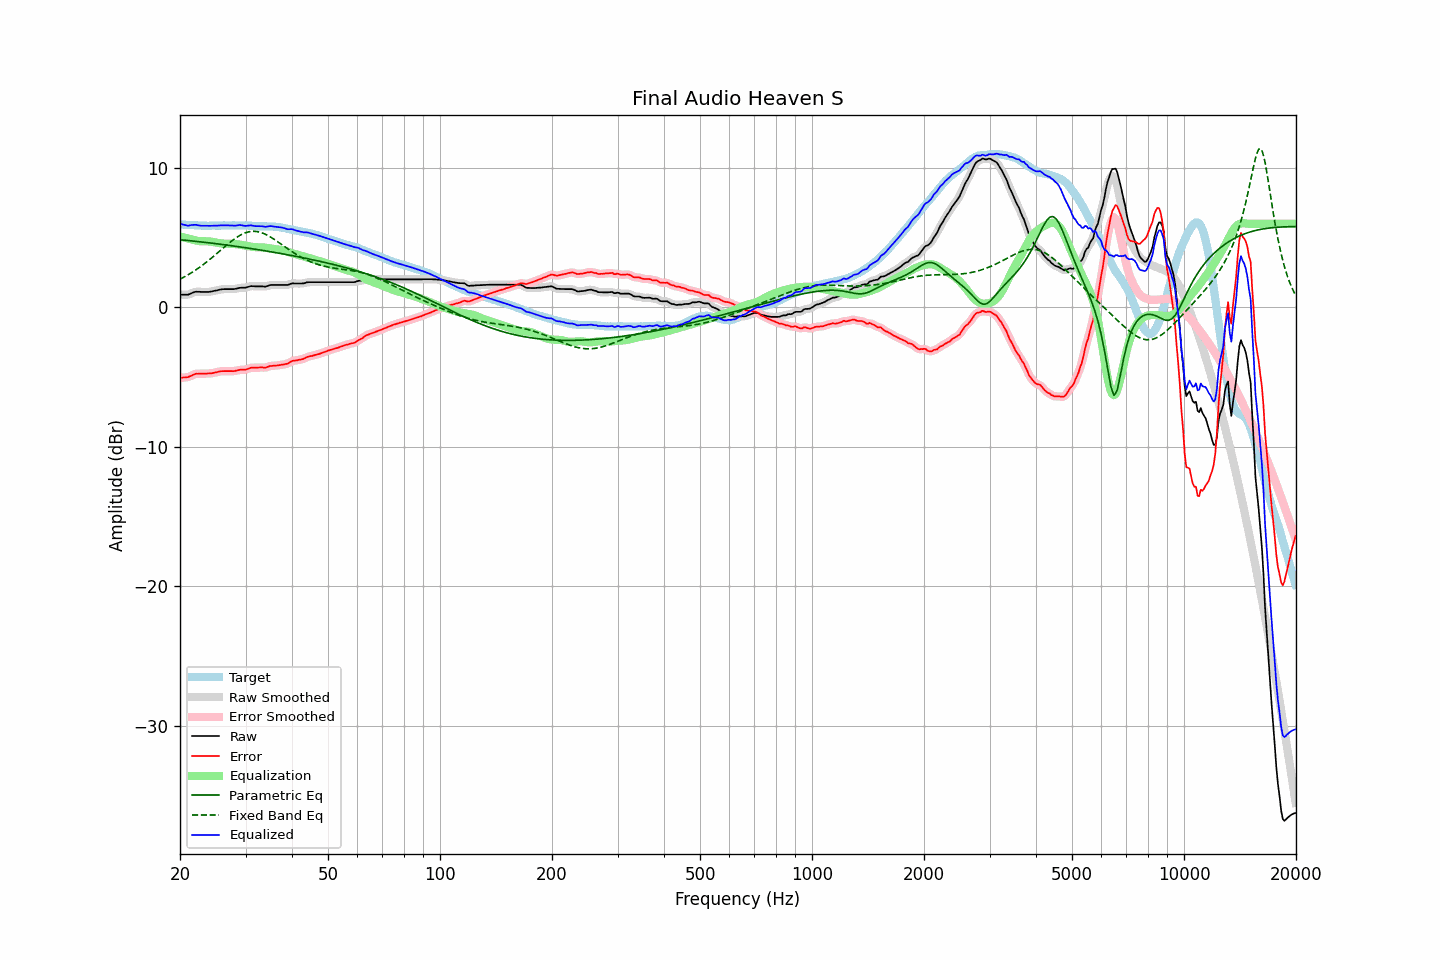 Final Audio Heaven S
10
0
−10
−20
−30
Amplitude (dBr)
20
50
100
200
500
1000
2000
5000
10000
20000
Frequency (Hz)
Target
Raw Smoothed
Error Smoothed
Raw
Error
Equalization
Parametric Eq
Fixed Band Eq
Equalized